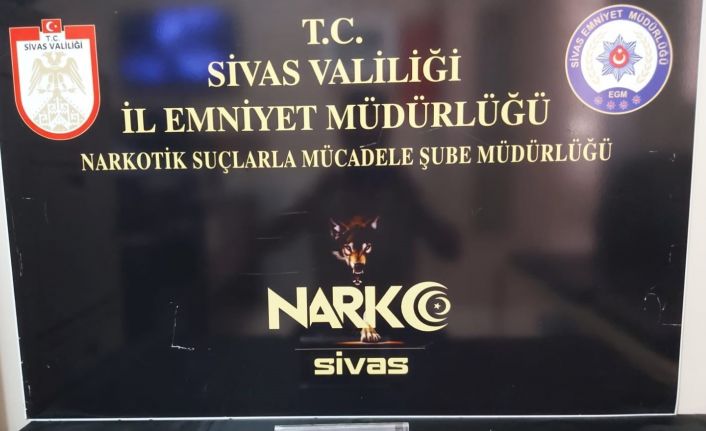 T.C.
SİVAS VALİLİĞİ
İL EMNİYET MÜDÜRLÜĞÜ
NARKOTİK SUÇLARLA MÜCADELE ŞUBE MÜDÜRLÜĞÜ
T.C.
SİVAS VALİLİĞİ
SİVAS EMNİYET MÜDÜRLÜĞÜ
EGM
NARKO
sivas